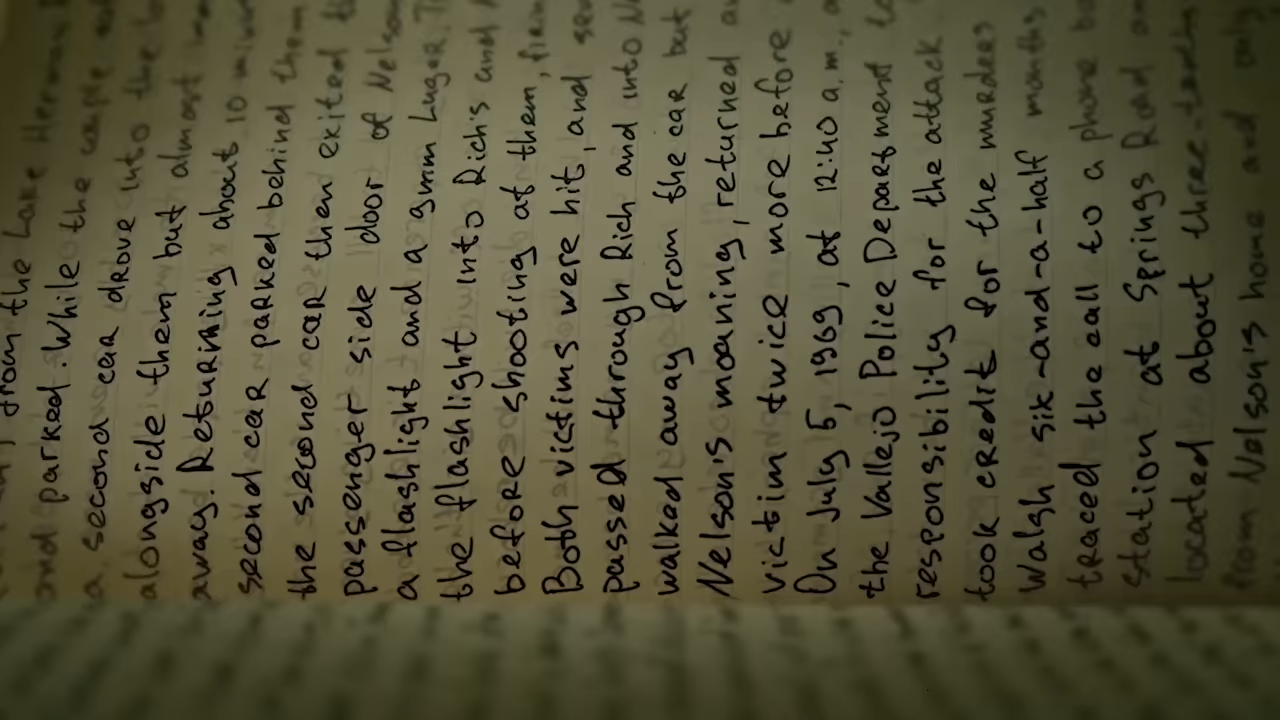 from the Lake Herman
and parked. While the couple
a second car drove into the
alongside them but almost
away. Returning about 10
second car parked behind them
the second car then exited
passenger side door of Nelson
a flashlight and a 9mm Luger.
the flashlight into Rich's and
before shooting at them,
Both victims were hit, and
passed through Rich and into
walked away from the car but
Nelson's moaning, returned
victim twice more before
On July 5, 1969, at 12:40 a.m.,
the Vallejo Police Department
responsibility for the attack
took credit for the murders
Walsh six-and-a-half months
traced the call to a phone
station at Springs Road
located about three-tenths
from Nelson's home and only